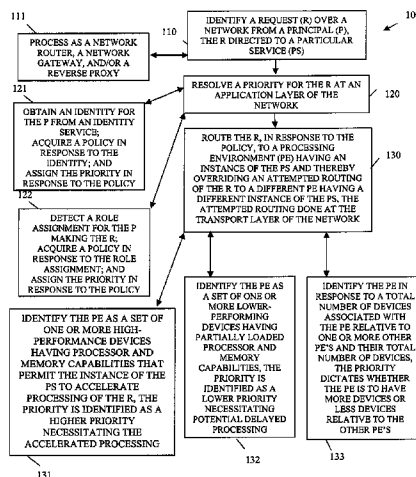 100
111
PROCESS AS A NETWORK
ROUTER, A NETWORK
GATEWAY, AND/OR A
REVERSE PROXY
110
IDENTIFY A REQUEST (R) OVER A
NETWORK FROM A PRINCIPAL (P),
THE R DIRECTED TO A PARTICULAR
SERVICE (PS)
121
OBTAIN AN IDENTITY FOR
THE P FROM AN IDENTITY
SERVICE;
ACQUIRE A POLICY IN
RESPONSE TO THE
IDENTITY; AND
ASSIGN THE PRIORITY IN
RESPONSE TO THE POLICY
RESOLVE A PRIORITY FOR THE R AT AN
APPLICATION LAYER OF THE
NETWORK
120
ROUTE THE R, IN RESPONSE TO THE
POLICY, TO A PROCESSING
ENVIRONMENT (PE) HAVING AN
INSTANCE OF THE PS AND THEREBY
OVERRIDING AN ATTEMPTED ROUTING
OF THE R TO A DIFFERENT PE HAVING A
DIFFERENT INSTANCE OF THE PS, THE
ATTEMPTED ROUTING DONE AT THE
TRANSPORT LAYER OF THE NETWORK
130
122
DETECT A ROLE
ASSIGNMENT FOR THE P
MAKING THE R;
ACQUIRE A POLICY IN
RESPONSE TO THE ROLE
ASSIGNMENT; AND
ASSIGN THE PRIORITY IN
RESPONSE TO THE POLICY
IDENTIFY THE PE AS A SET OF
ONE OR MORE HIGH-
PERFORMANCE DEVICES
HAVING PROCESSOR AND
MEMORY CAPABILITIES THAT
PERMIT THE INSTANCE OF THE
PS TO ACCELERATE
PROCESSING OF THE R, THE
PRIORITY IS IDENTIFIED AS A
HIGHER PRIORITY
NECESSITATING THE
ACCELERATED PROCESSING
131
IDENTIFY THE PE AS A
SET OF ONE OR
MORE LOWER-
PERFORMING DEVICES
HAVING PARTIALLY LOADED
PROCESSOR AND
MEMORY
CAPABILITIES, THE
PRIORITY IS
IDENTIFIED AS A
LOWER PRIORITY
NECESSITATING
POTENTIAL DELAYED
PROCESSING
132
IDENTIFY THE PE IN
RESPONSE TO A TOTAL
NUMBER OF DEVICES
ASSOCIATED WITH
THE PE RELATIVE TO
ONE OR MORE OTHER
PE'S AND THEIR TOTAL
NUMBER OF DEVICES,
THE PRIORITY
DICTATES WHETHER
THE PE IS TO HAVE
MORE DEVICES OR
LESS DEVICES
RELATIVE TO THE
OTHER PE'S
133